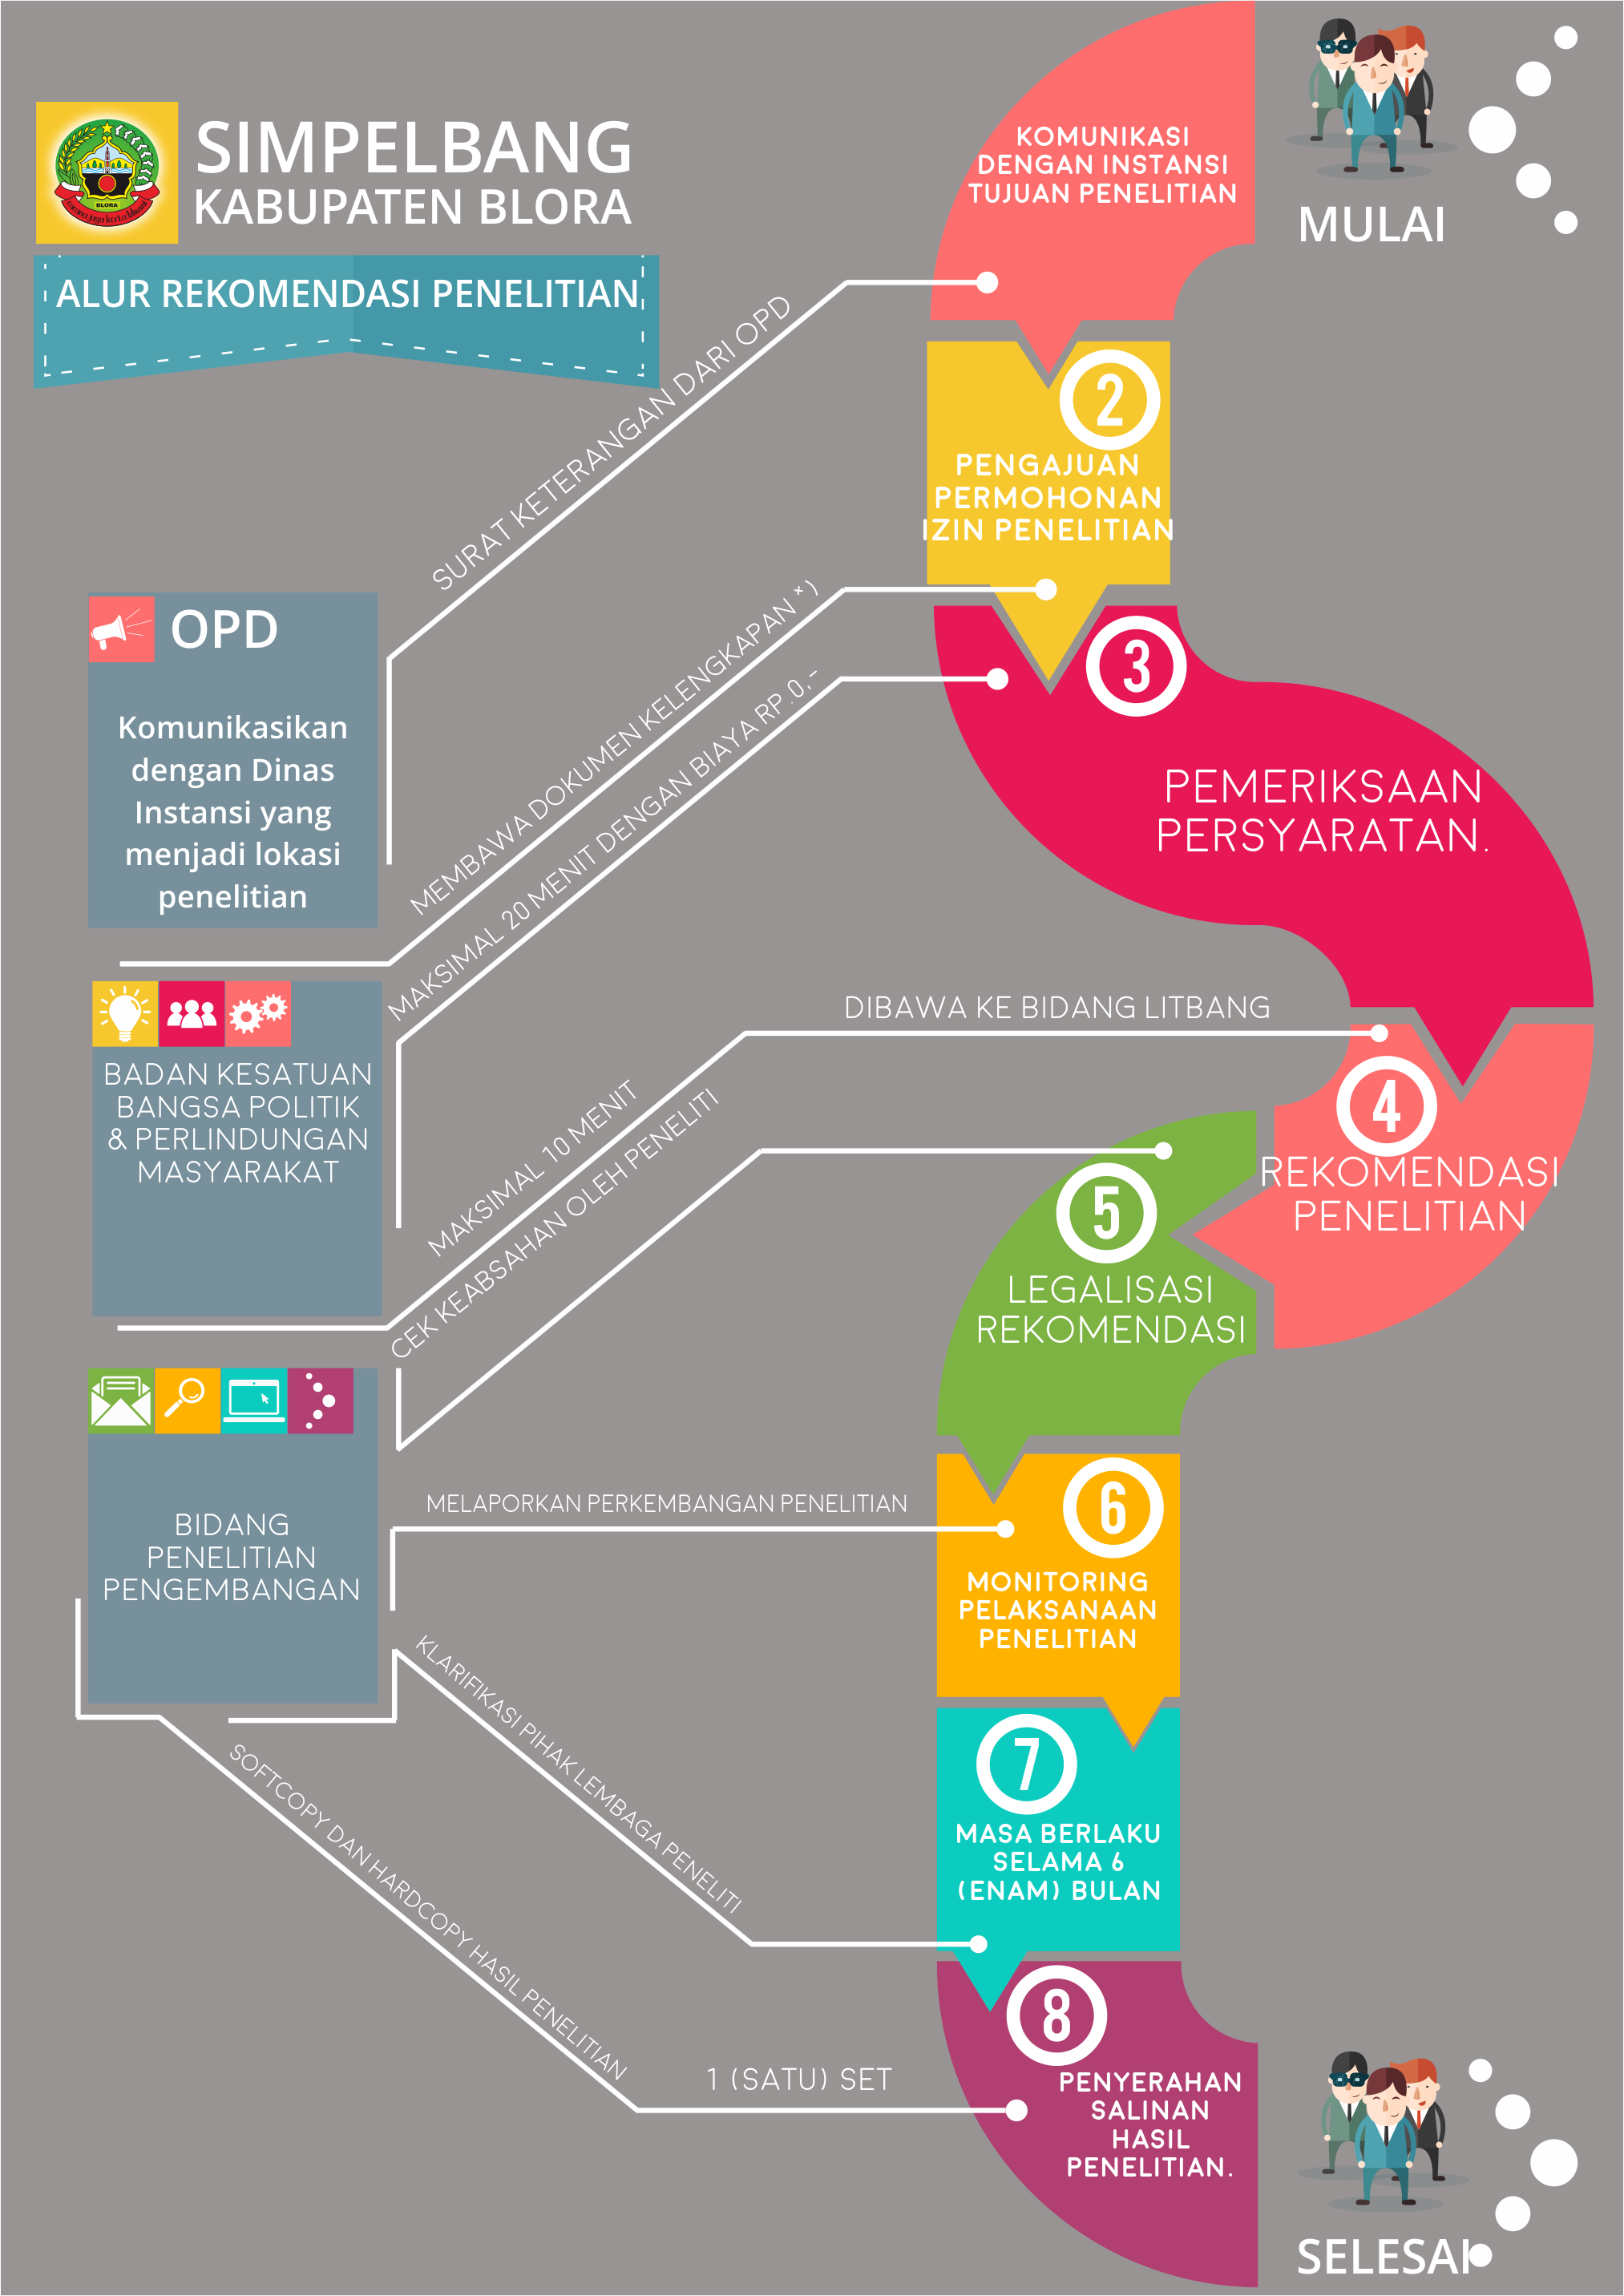 SIMPELBANG
KABUPATEN BLORA
BLORA
ALUR REKOMENDASI PENELITIAN
MULAI
KOMUNIKASI
DENGAN INSTANSI
TUJUAN PENELITIAN
SURAT KETERANGAN DARI OPD
2
PENGAJUAN
PERMOHONAN
IZIN PENELITIAN
OPD
Komunikasikan
dengan Dinas
Instansi yang
menjadi lokasi
penelitian
MEMBAWA DOKUMEN KELENGKAPAN *)
MAKSIMAL 20 MENIT DENGAN BIAYA RP.0,-
3
PEMERIKSAAN
PERSYARATAN.
BADAN KESATUAN
BANGSA POLITIK
& PERLINDUNGAN
MASYARAKAT
DIBAWA KE BIDANG LITBANG
MAKSIMAL 10 MENIT
CEK KEABSAHAN OLEH PENELITI
4
REKOMENDASI
PENELITIAN
5
LEGALISASI
REKOMENDASI
BIDANG
PENELITIAN
PENGEMBANGAN
MELAPORKAN PERKEMBANGAN PENELITIAN
6
MONITORING
PELAKSANAAN
PENELITIAN
KLARIFIKASI PIHAK LEMBAGA PENELITI
7
MASA BERLAKU
SELAMA 6
(ENAM) BULAN
SOFTCOPY DAN HARDCOPY HASIL PENELITIAN
1 (SATU) SET
8
PENYERAHAN
SALINAN
HASIL
PENELITIAN.
SELESAI